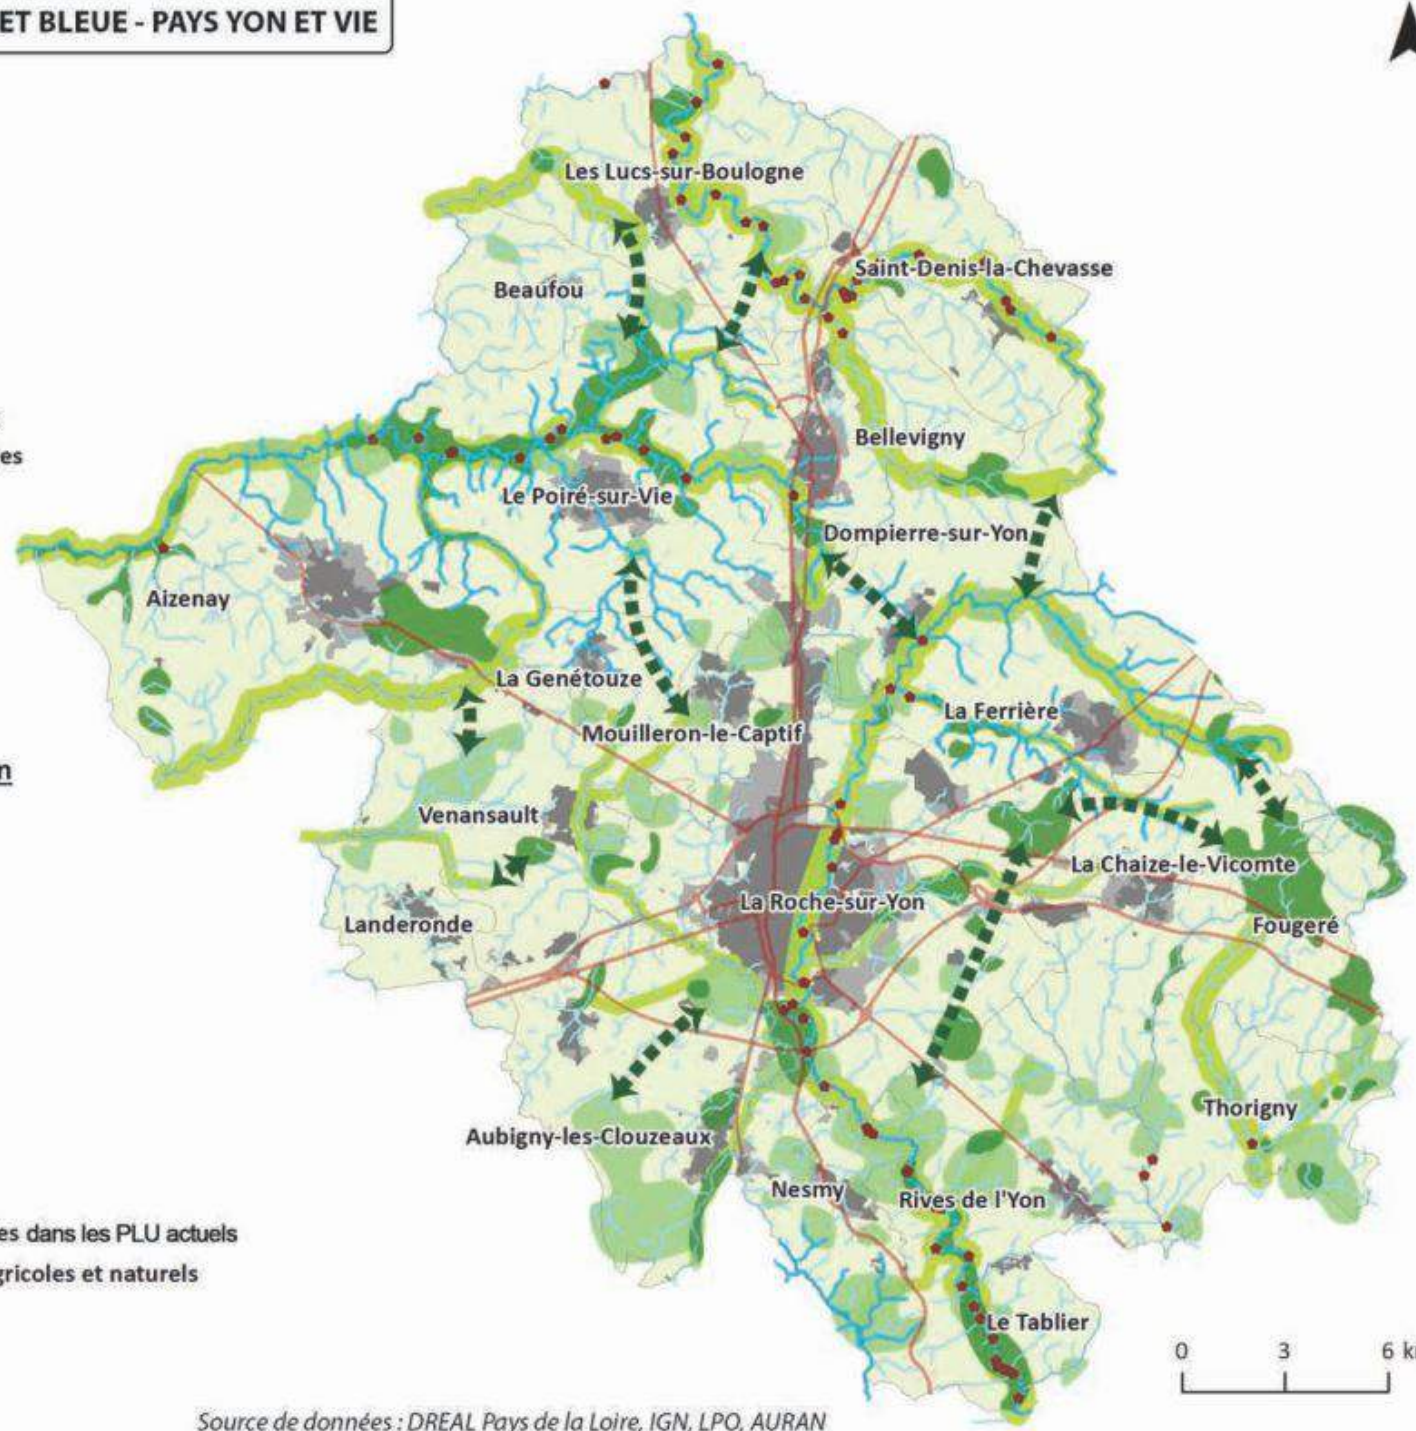 ET BLEUE - PAYS YON ET VIE
Les Lucs-sur-Boulogne
Saint-Denis-la-Chevasse
Beaufou
Bellevigny
es
Le Poiré-sur-Vie
Dompierre-sur-Yon
Aizenay
La Genétouze
La Ferrière
Mouilleron-le-Captif
n
Venansault
La Chaize-le-Vicomte
La Roche-sur-Yon
Landeronde
Fougeré
Thorigny
Aubigny-les-Clouzeaux
Nesmy
Rives de l'Yon
es dans les PLU actuels
gricoles et naturels
Le Tablier
0 3 6 k
Source de données : DREAL Pays de la Loire, IGN, LPO, AURAN